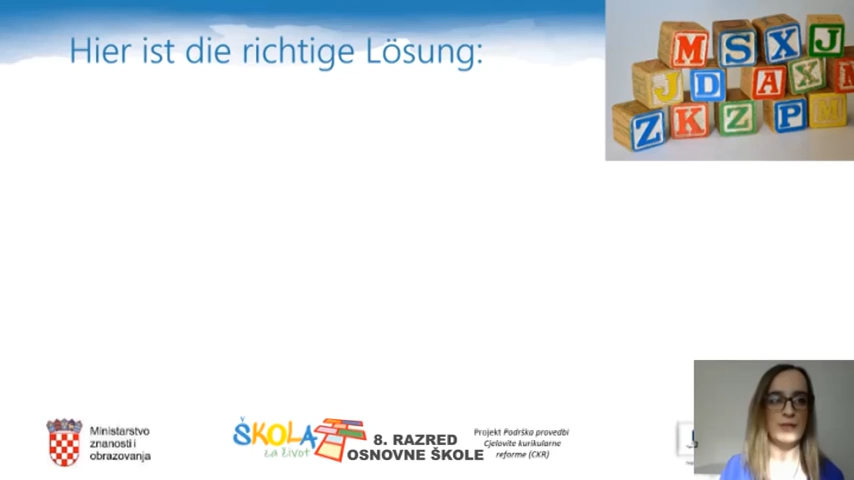 Hier ist die richtige Lösung:
M S X J
J D A X
Z K Z P M
Ministarstvo
znanosti i
obrazovanja
ŠKOLA
za život
8. RAZRED
OSNOVNE ŠKOLE
Projekt Podrška provedbi
Cjelovite kurikularne
reforme (CKR)